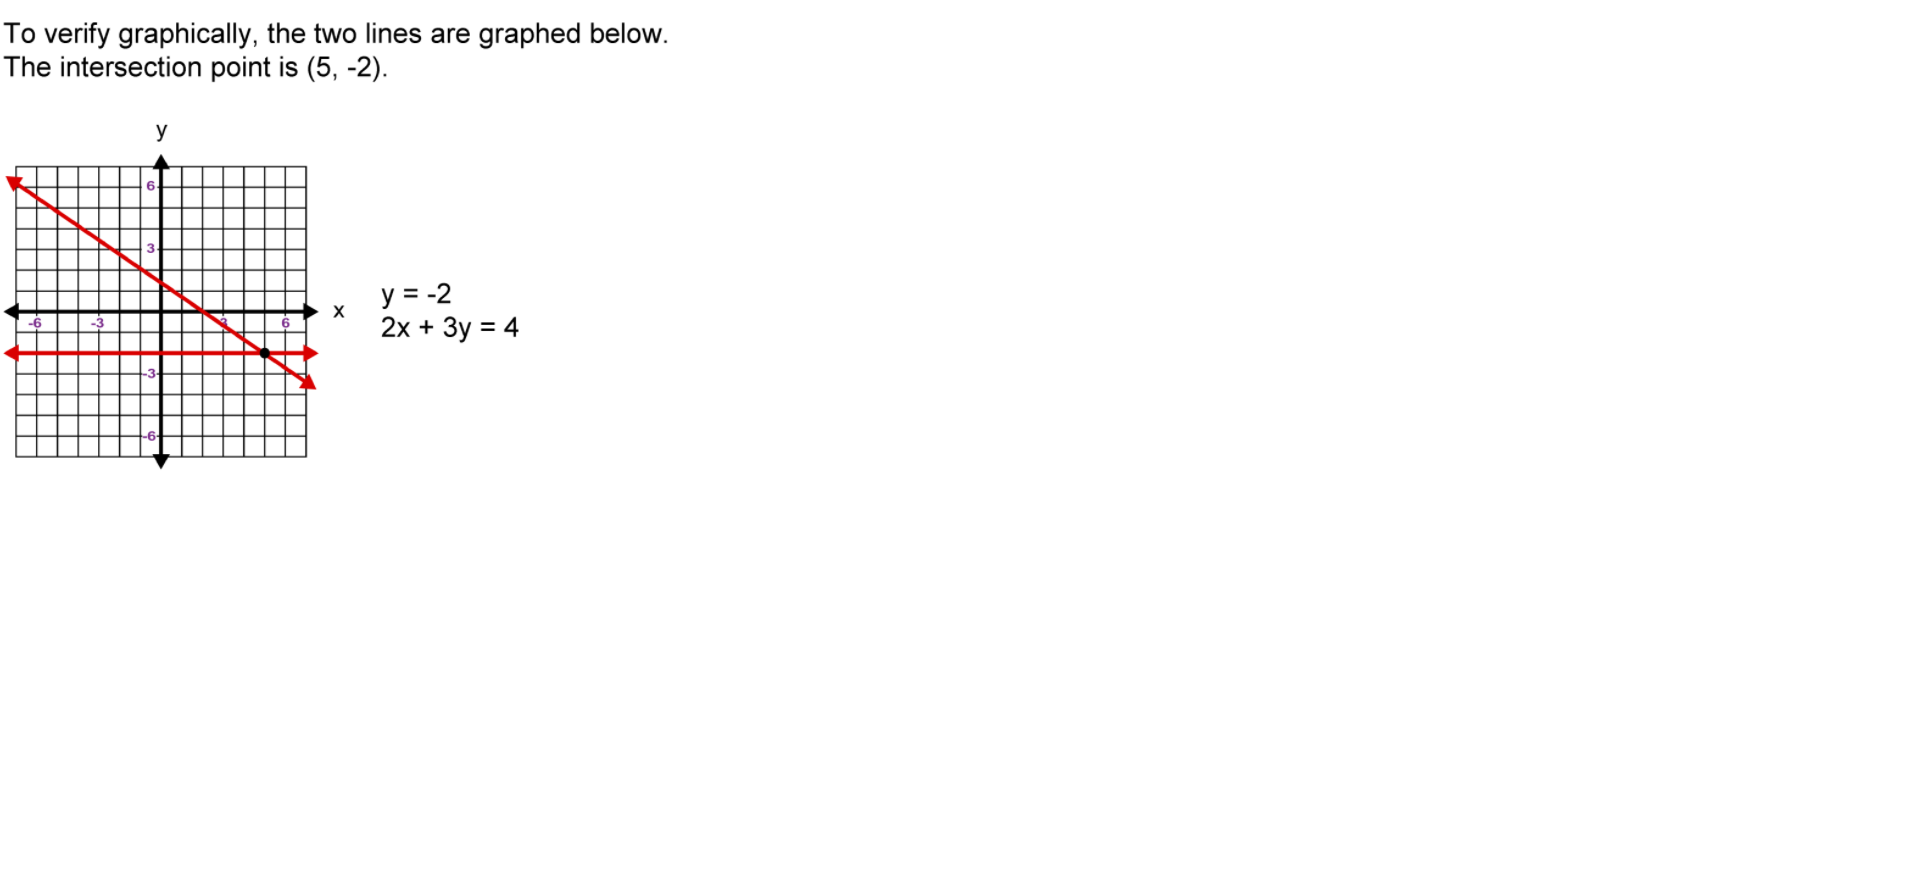 To verify graphically, the two lines are graphed below.
The intersection point is (5, -2).
y
6
3
x
-6
-3
3
6
-3
-6
y = -2
2x + 3y = 4